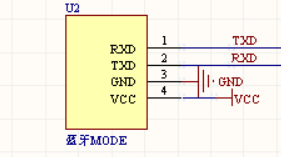 U2
RXD 1 TXD
TXD 2 RXD
GND 3 GND
VCC 4 VCC
蓝牙MODE